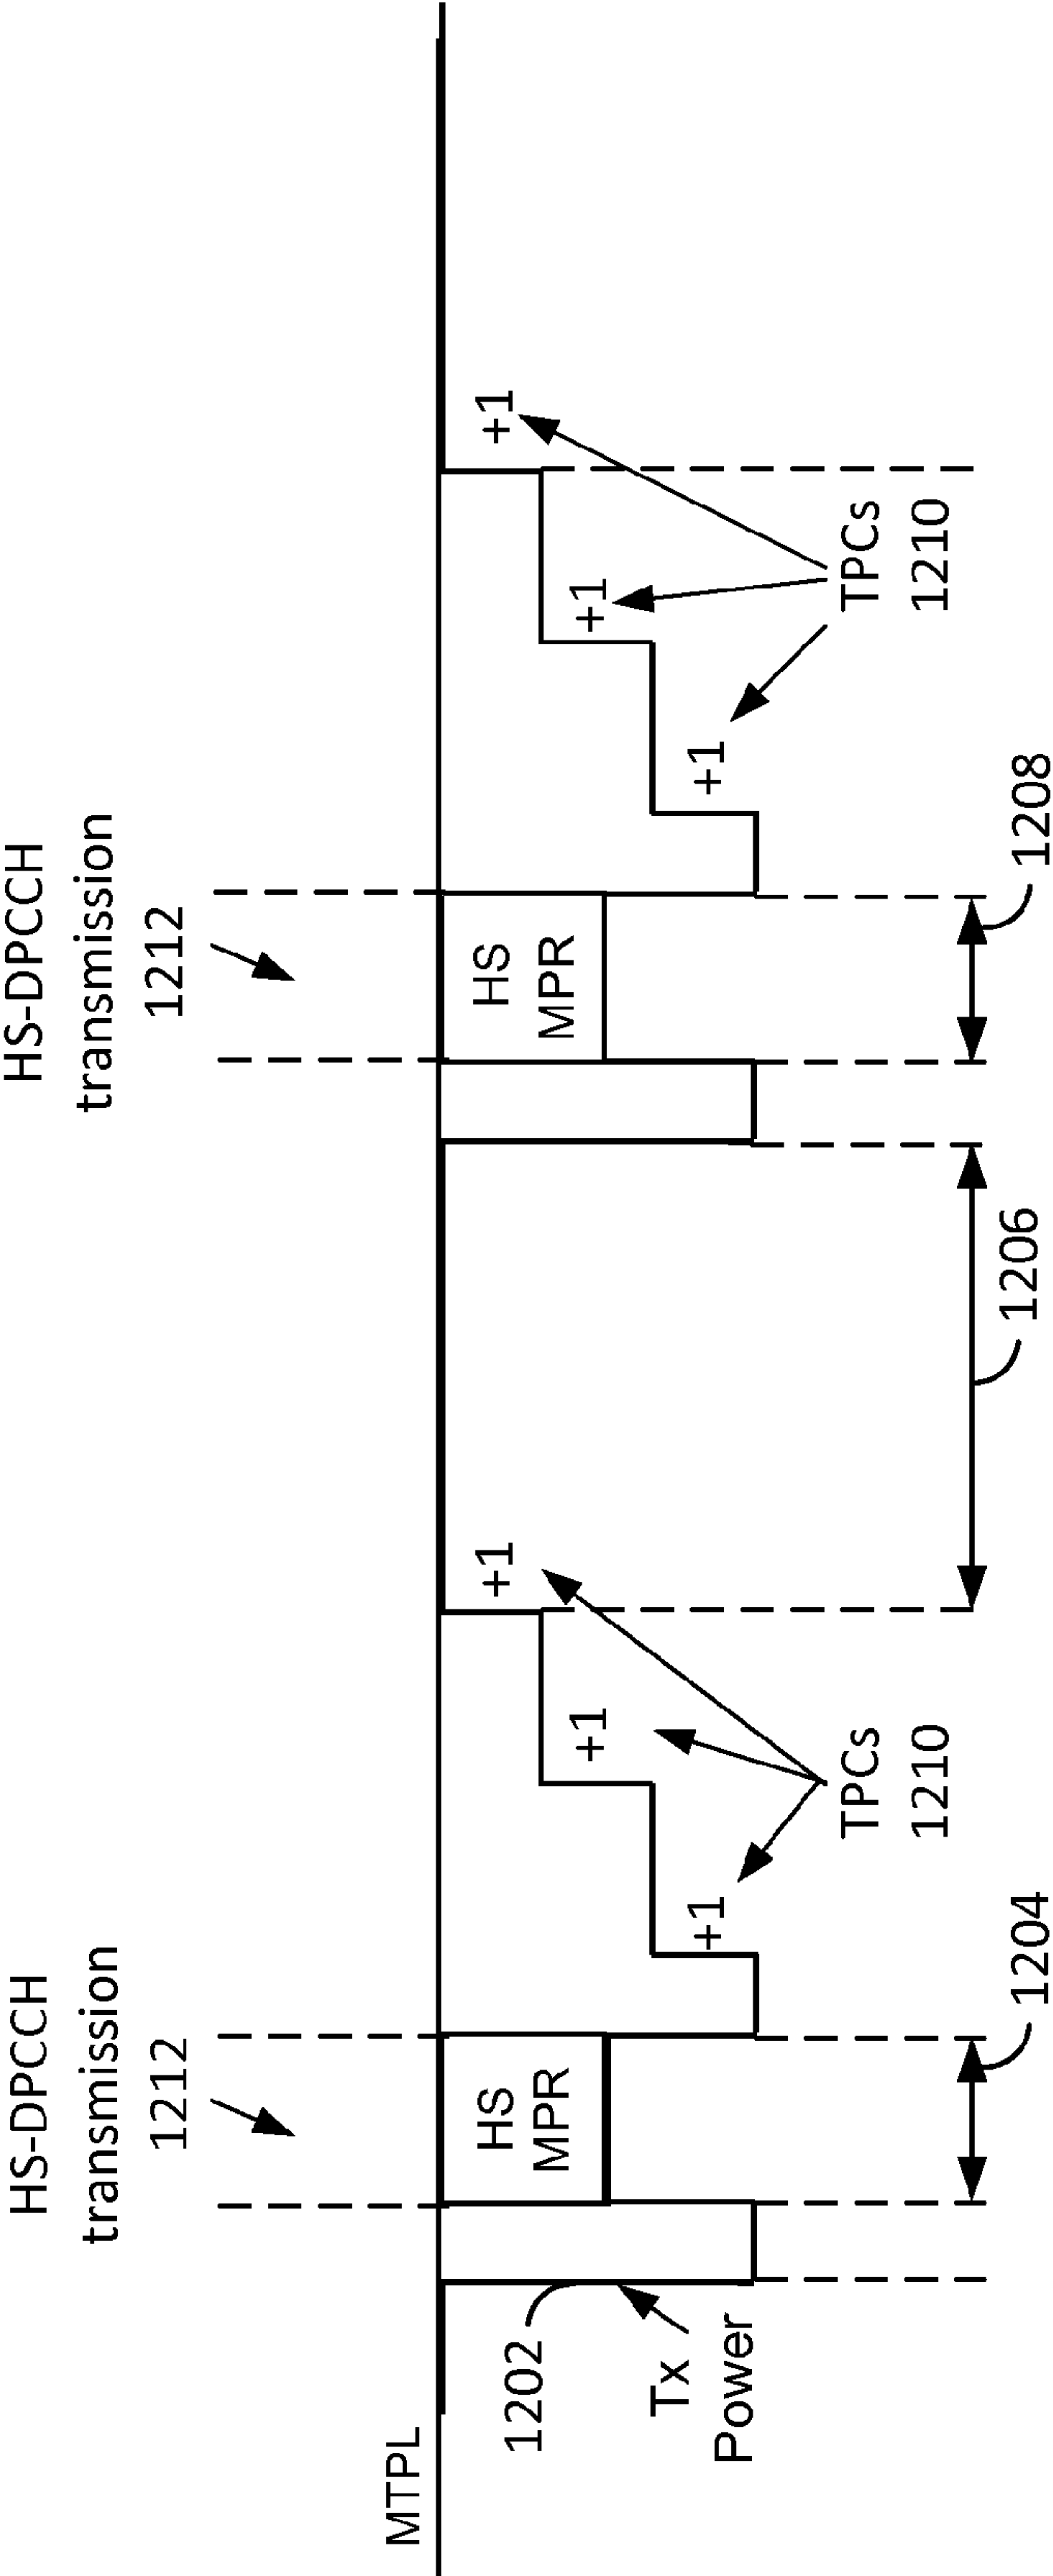 HS-DPCCH
transmission
1212
HS-DPCCH
transmission
1212
MTPL
1202
Tx
Power
HS
MPR
+1
+1
+1
TPCs
1210
HS
MPR
+1
+1
+1
TPCs
1210
1204
1206
1208